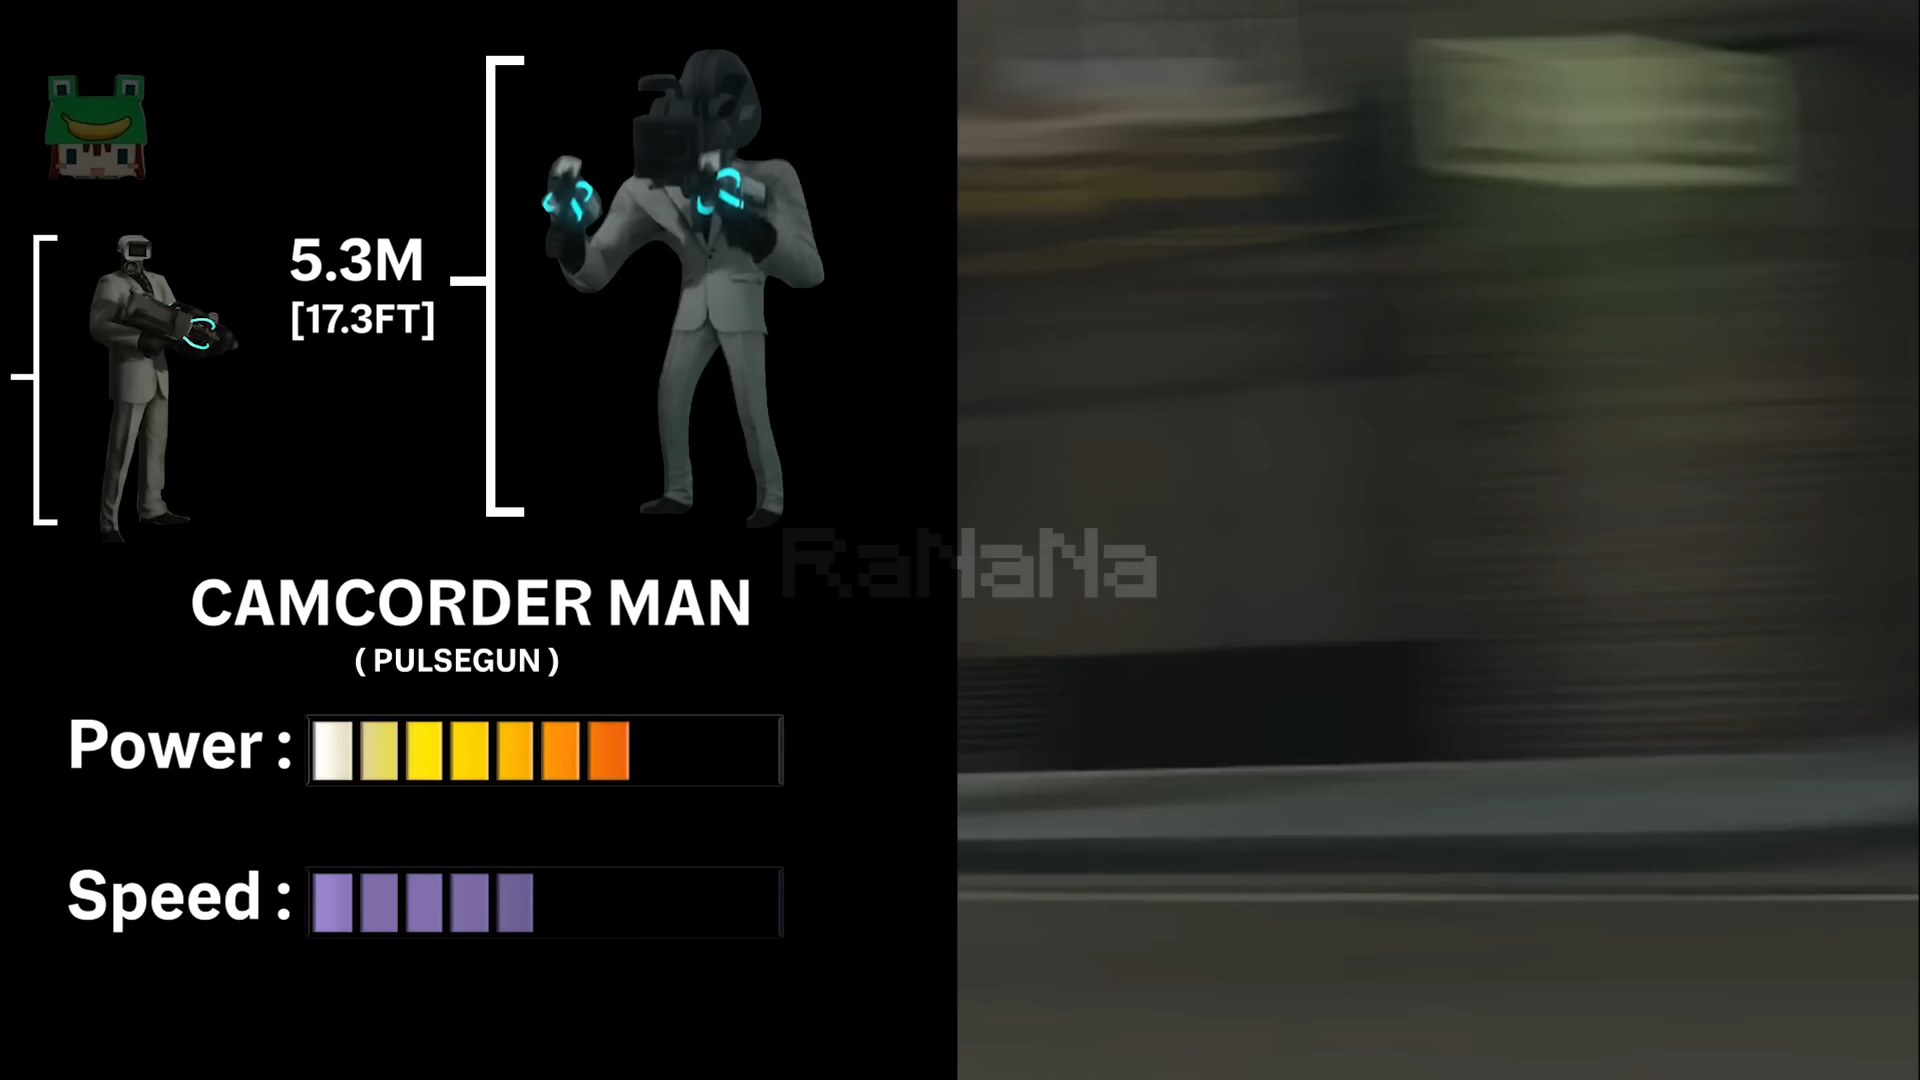 5.3M
[17.3FT]
RaNaNa
CAMCORDER MAN
( PULSEGUN )
Power :
Speed :